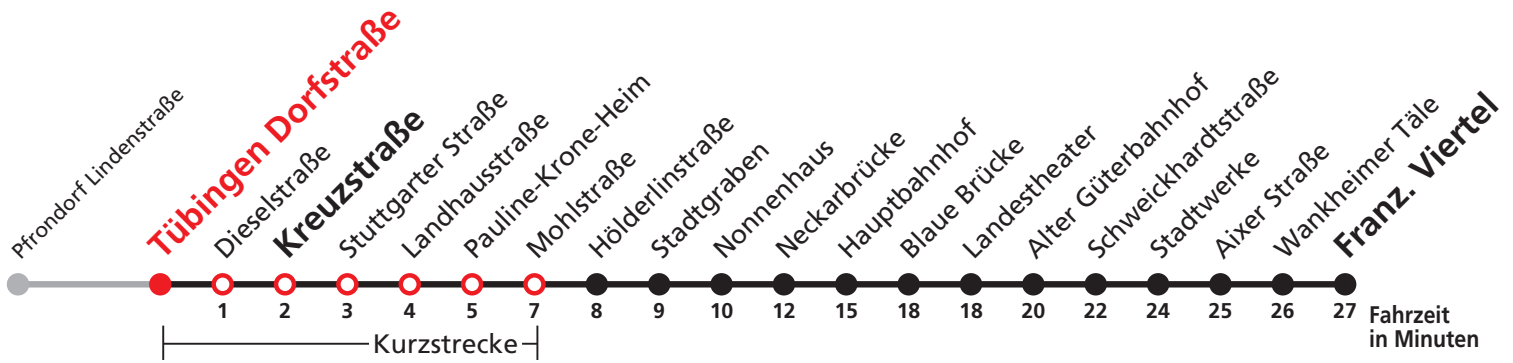 Pfrondorf Lindenstraße
Tübingen Dorfstraße
Dieselstraße
Kreuzstraße
Stuttgarter Straße
Landhausstraße
Pauline-Krone-Heim
Mohlstraße
Hölderlinstraße
Stadtgraben
Nonnenhaus
Neckarbrücke
Hauptbahnhof
Blaue Brücke
Landestheater
Alter Güterbahnhof
Schweickhardtstraße
Stadtwerke
Aixer Straße
Wankheimer Täle
Franz. Viertel
1 2 3 4 5 7 8 9 10 12 15 18 18 20 22 24 25 26 27 Fahrzeit
in Minuten
Kurzstrecke